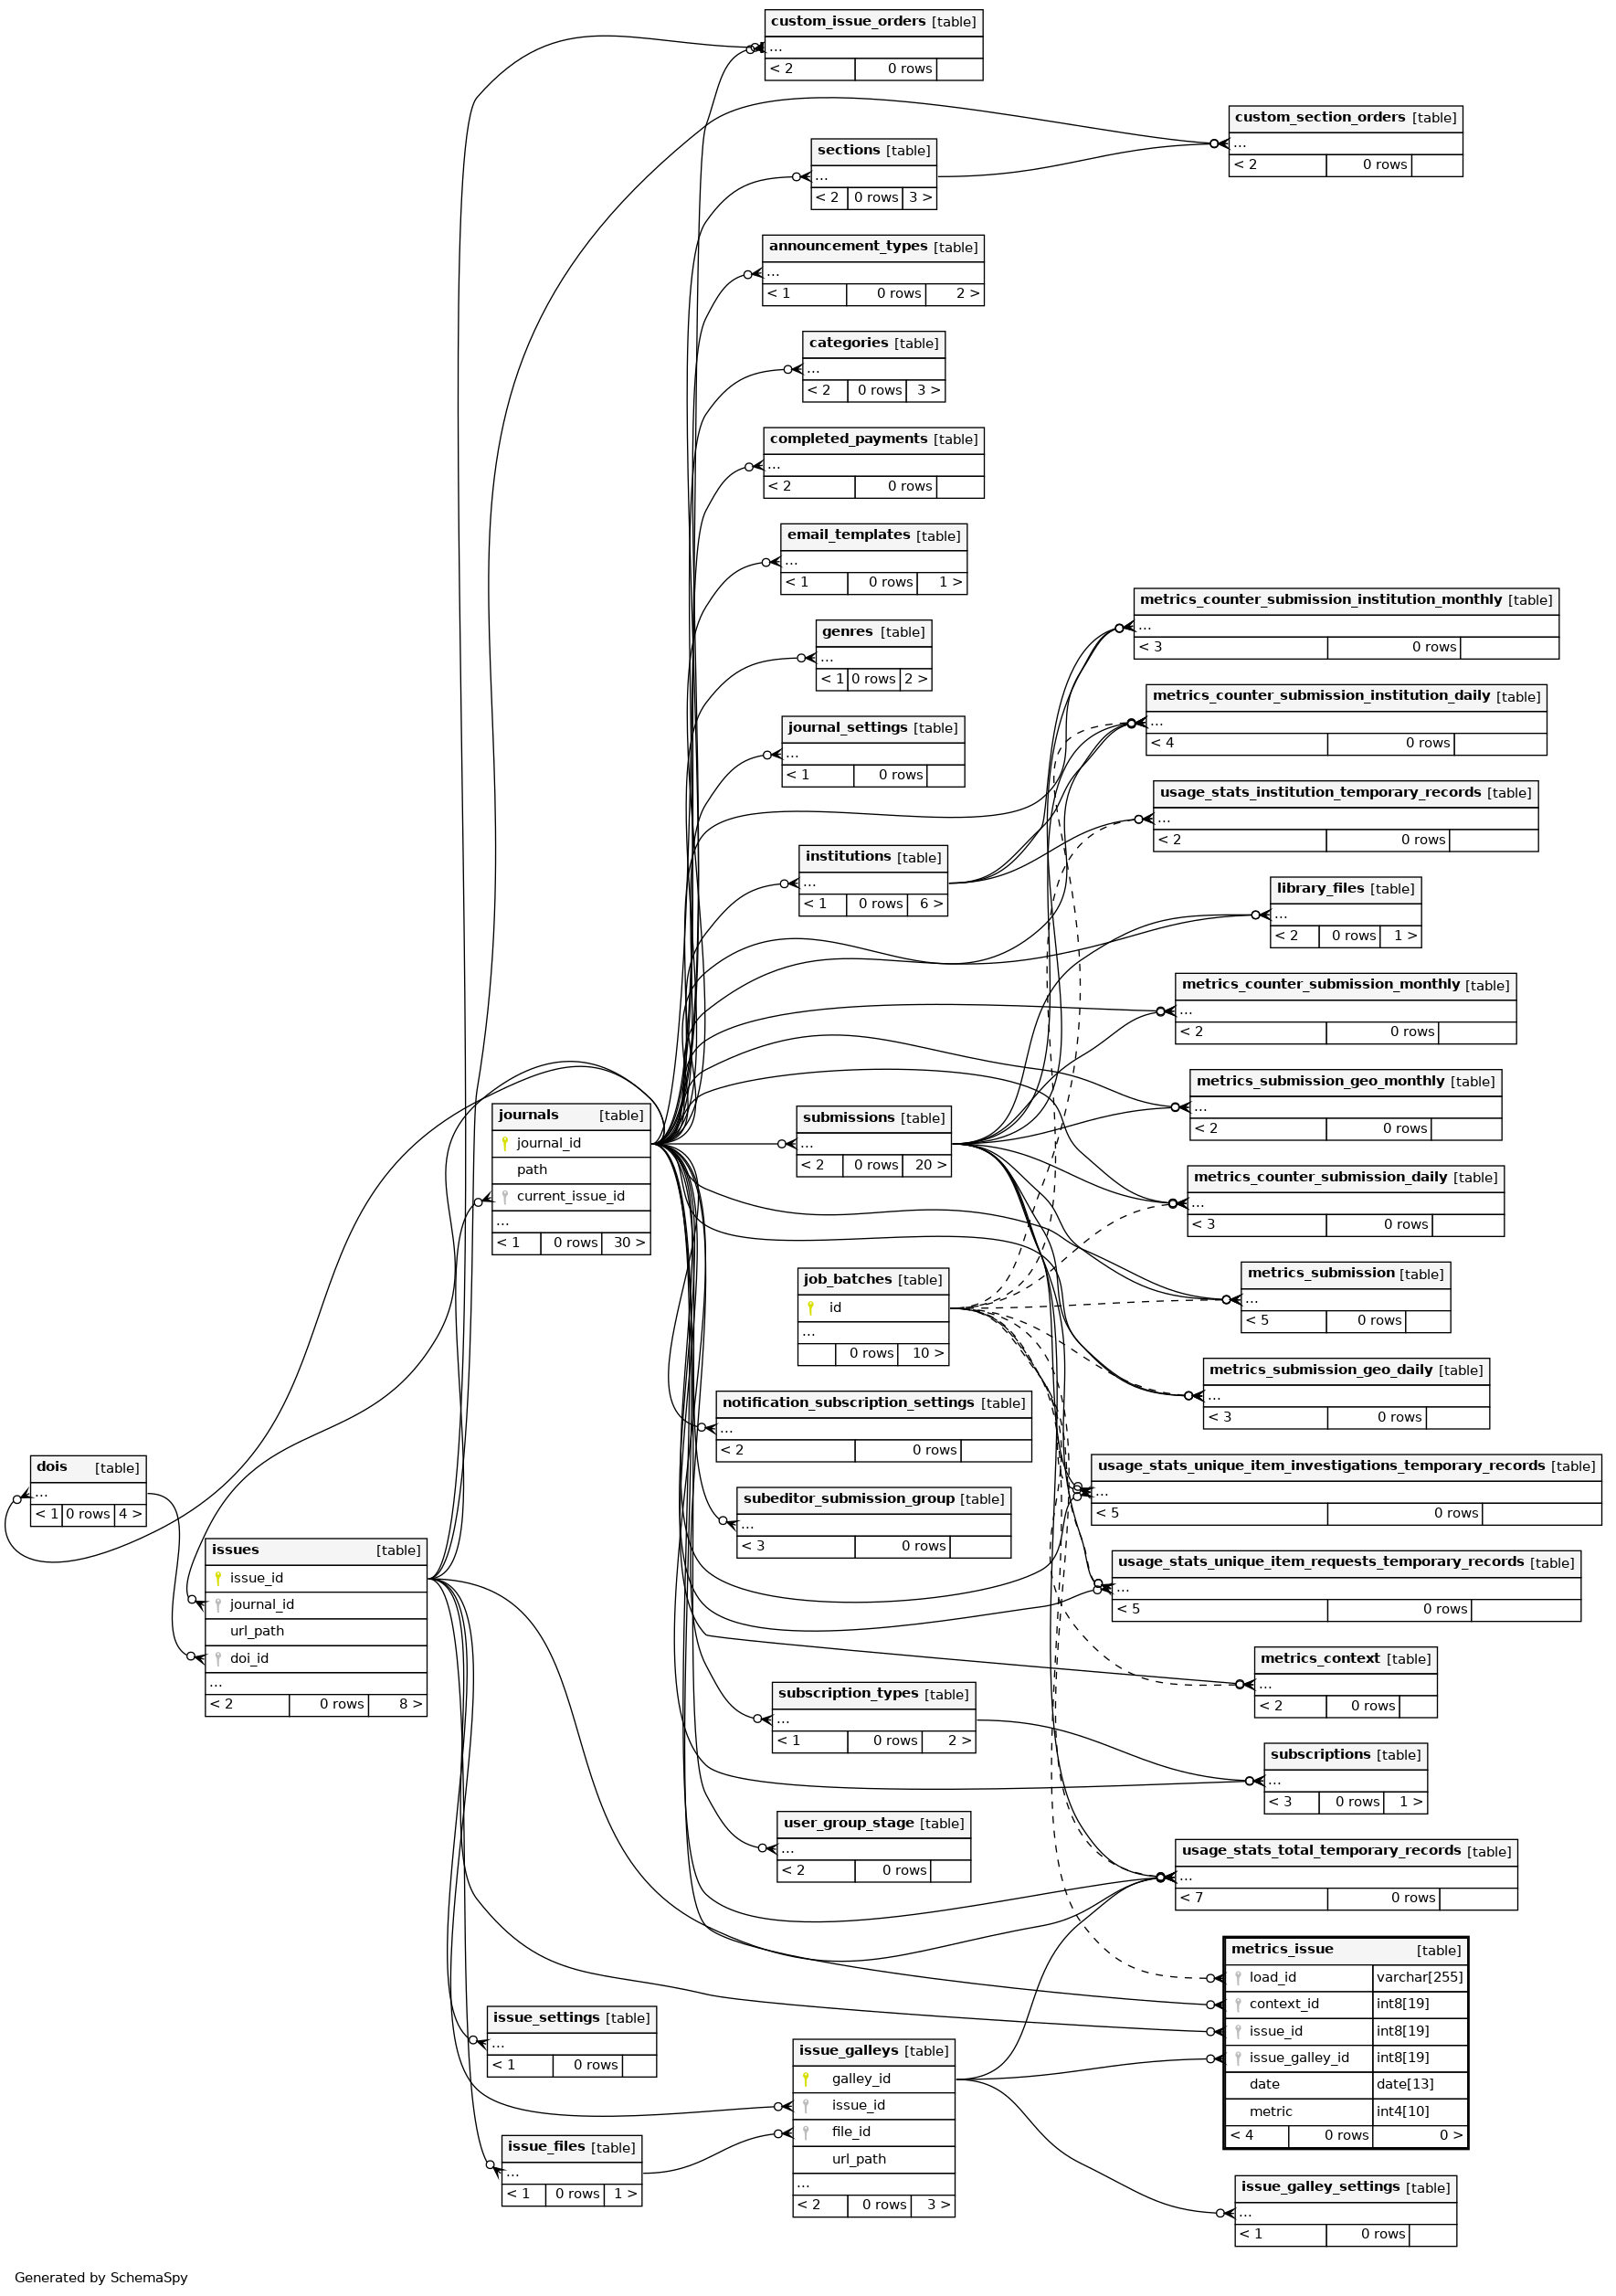 custom_issue_orders [table]
...
< 2 0 rows
custom_section_orders [table]
...
< 2 0 rows
sections [table]
...
< 2 0 rows 3 >
announcement_types [table]
...
< 1 0 rows 2 >
categories [table]
...
< 2 0 rows 3 >
completed_payments [table]
...
< 2 0 rows
email_templates [table]
...
< 1 0 rows 1 >
metrics_counter_submission_institution_monthly [table]
...
< 3 0 rows
genres [table]
...
< 1 0 rows 2 >
metrics_counter_submission_institution_daily [table]
...
< 4 0 rows
journal_settings [table]
...
< 1 0 rows
usage_stats_institution_temporary_records [table]
...
< 2 0 rows
institutions [table]
...
< 1 0 rows 6 >
library_files [table]
...
< 2 0 rows 1 >
metrics_counter_submission_monthly [table]
...
< 2 0 rows
metrics_submission_geo_monthly [table]
...
< 2 0 rows
journals [table]
journal_id
path
current_issue_id
...
< 1 0 rows 30 >
submissions [table]
...
< 2 0 rows 20 >
metrics_counter_submission_daily [table]
...
< 3 0 rows
metrics_submission [table]
...
< 5 0 rows
job_batches [table]
id
...
0 rows 10 >
metrics_submission_geo_daily [table]
...
< 3 0 rows
notification_subscription_settings [table]
...
< 2 0 rows
dois [table]
...
< 1 0 rows 4 >
usage_stats_unique_item_investigations_temporary_records [table]
...
< 5 0 rows
subeditor_submission_group [table]
...
< 3 0 rows
issues [table]
issue_id
journal_id
url_path
doi_id
...
< 2 0 rows 8 >
usage_stats_unique_item_requests_temporary_records [table]
...
< 5 0 rows
metrics_context [table]
...
< 2 0 rows
subscription_types [table]
...
< 1 0 rows 2 >
subscriptions [table]
...
< 3 0 rows 1 >
user_group_stage [table]
...
< 2 0 rows
usage_stats_total_temporary_records [table]
...
< 7 0 rows
metrics_issue [table]
load_id varchar[255]
context_id int8[19]
issue_id int8[19]
issue_galley_id int8[19]
date date[13]
metric int4[10]
< 4 0 rows 0 >
issue_settings [table]
...
< 1 0 rows
issue_galleys [table]
galley_id
issue_id
file_id
url_path
...
< 2 0 rows 3 >
issue_files [table]
...
< 1 0 rows 1 >
issue_galley_settings [table]
...
< 1 0 rows
Generated by SchemaSpy